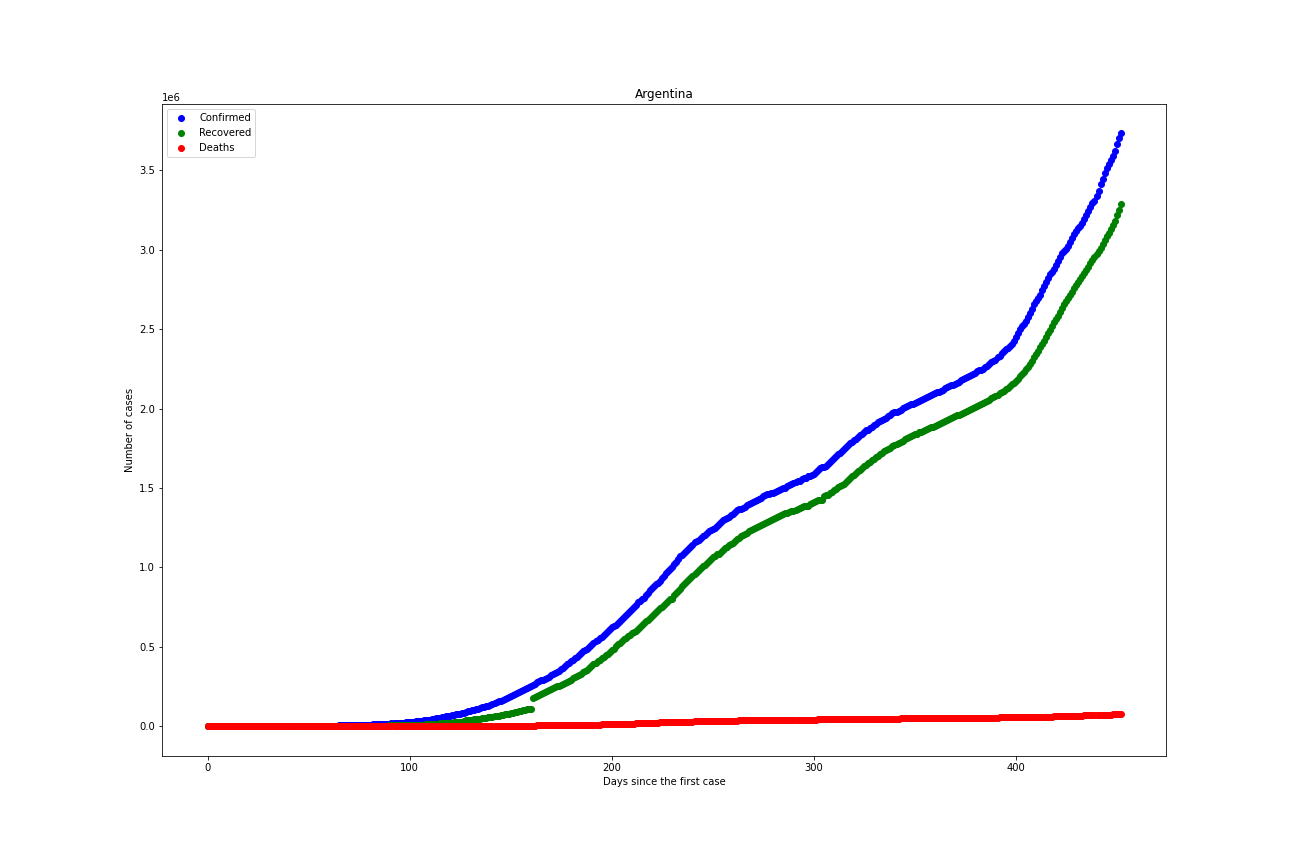 Argentina
1e6
Confirmed
Recovered
Deaths
3.5
3.0
2.5
2.0
1.5
1.0
0.5
0.0
Number of cases
0 100 200 300 400
Days since the first case